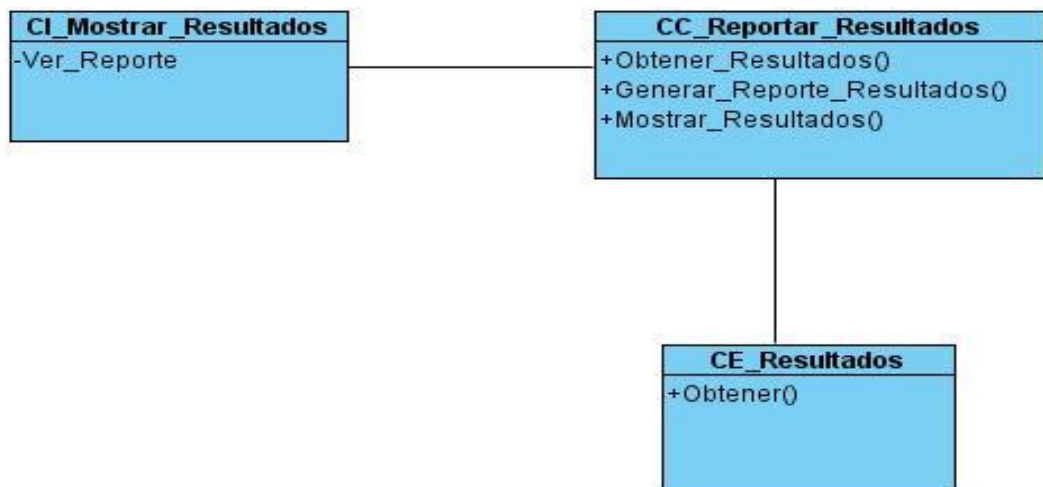 CI_Mostrar_Resultados
-Ver_Reporte
CC_Reportar_Resultados
+Obtener_Resultados()
+Generar_Reporte_Resultados()
+Mostrar_Resultados()
CE_Resultados
+Obtener()